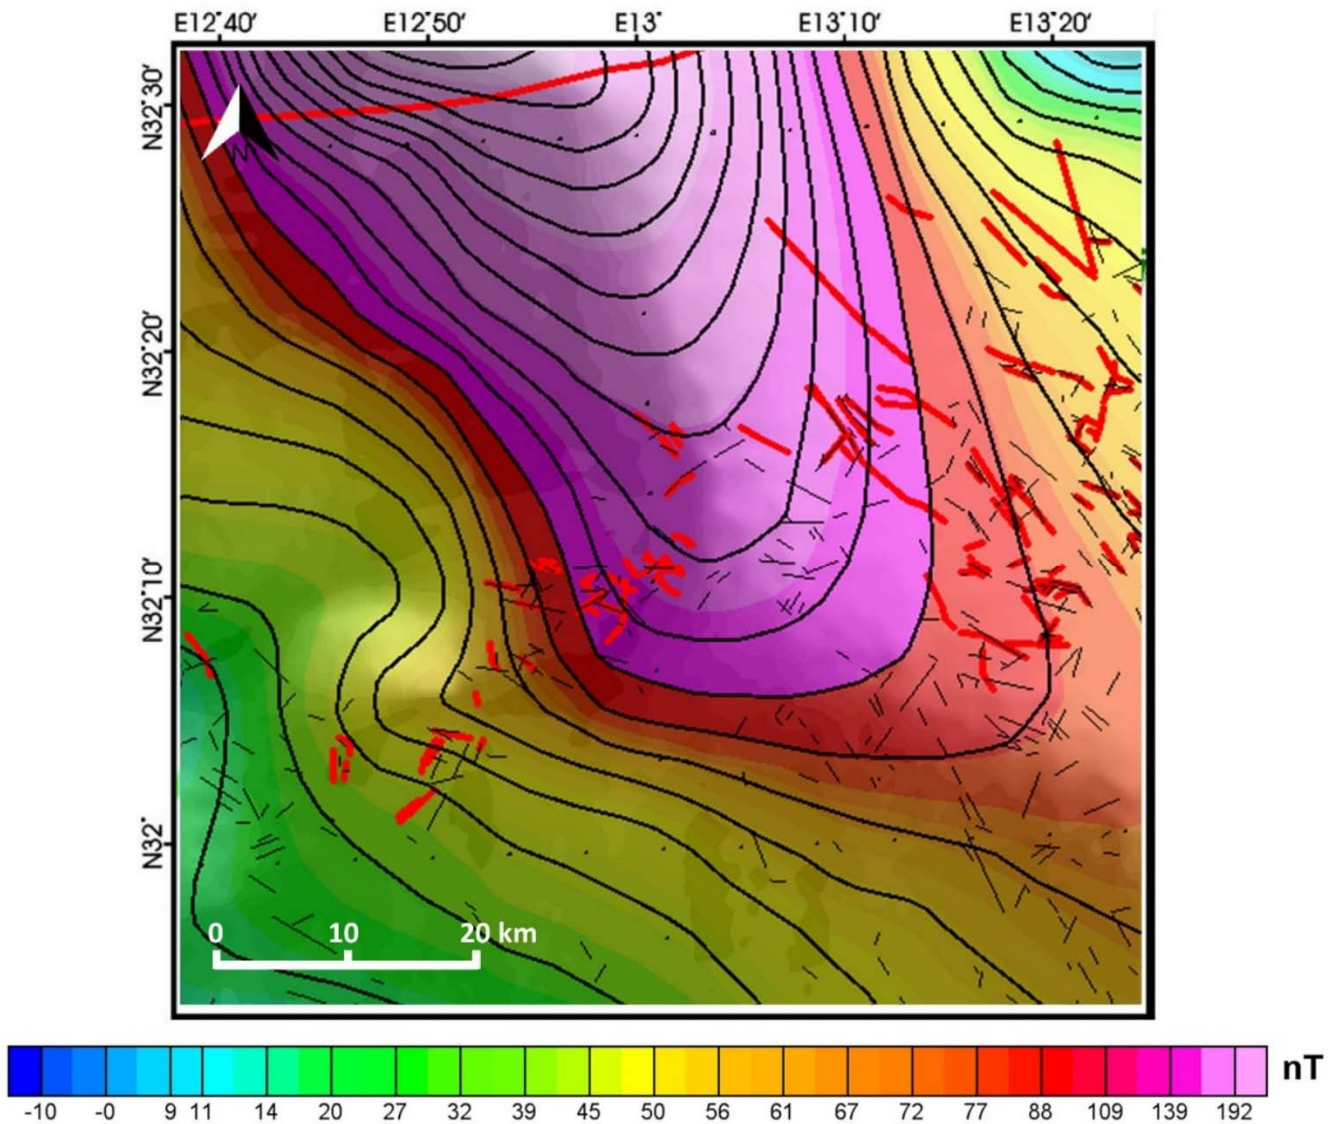 E12°40′ E12°50′ E13° E13°10′ E13°20′
N32°30′
N
N32°20′
N32°10′
N32°
0 10 20 km
nT
-10 -0 9 11 14 20 27 32 39 45 50 56 61 67 72 77 88 109 139 192